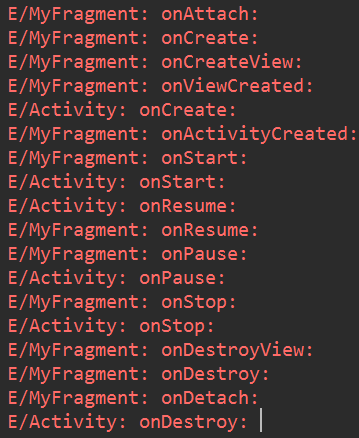 E/MyFragment: onAttach:
E/MyFragment: onCreate:
E/MyFragment: onCreateView:
E/MyFragment: onViewCreated:
E/Activity: onCreate:
E/MyFragment: onActivityCreated:
E/MyFragment: onStart:
E/Activity: onStart:
E/Activity: onResume:
E/MyFragment: onResume:
E/MyFragment: onPause:
E/Activity: onPause:
E/MyFragment: onStop:
E/Activity: onStop:
E/MyFragment: onDestroyView:
E/MyFragment: onDestroy:
E/MyFragment: onDetach:
E/Activity: onDestroy: